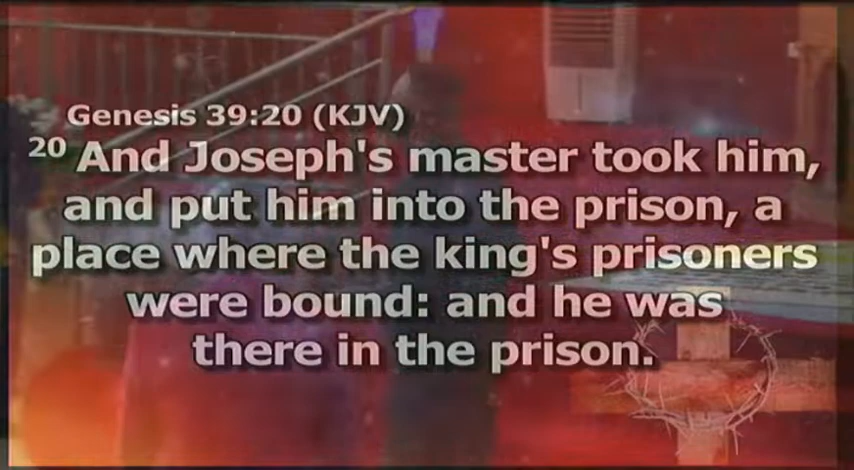 Genesis 39:20 (KJV)
20 And Joseph's master took him,
and put him into the prison, a
place where the king's prisoners
were bound: and he was
there in the prison.